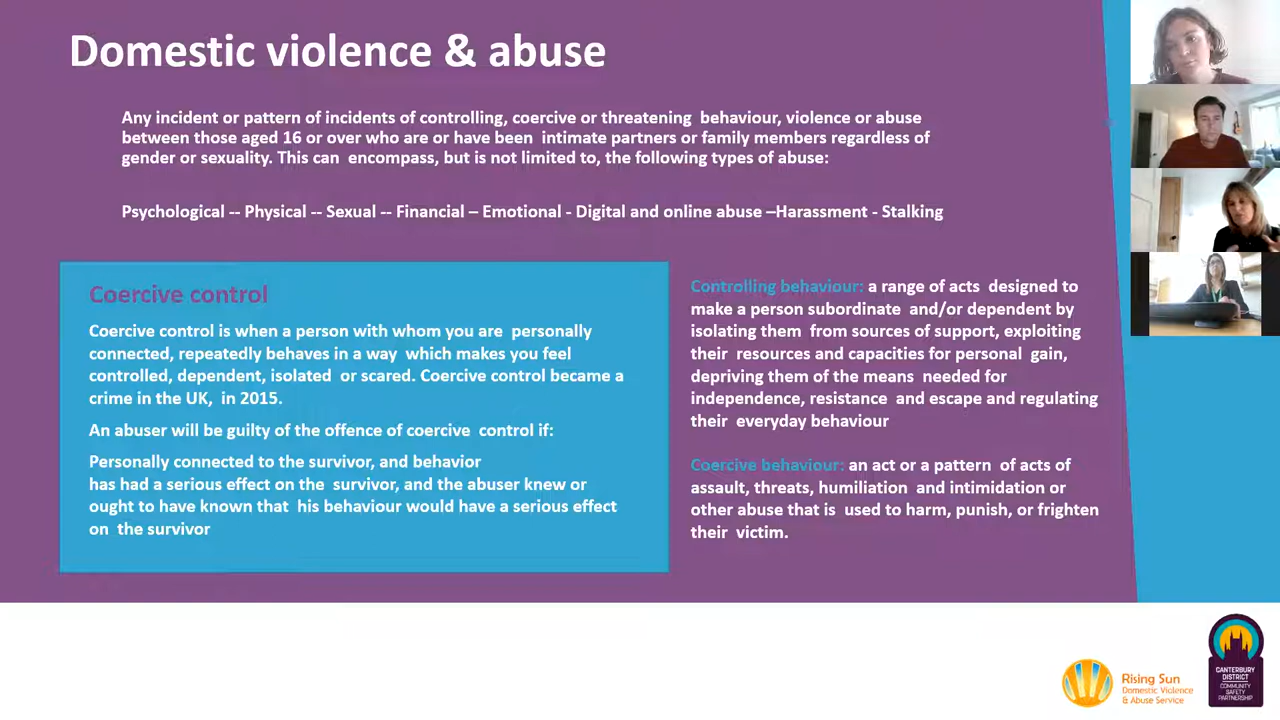 Domestic violence & abuse
Any incident or pattern of incidents of controlling, coercive or threatening behaviour, violence or abuse
between those aged 16 or over who are or have been intimate partners or family members regardless of
gender or sexuality. This can encompass, but is not limited to, the following types of abuse:
Psychological -- Physical -- Sexual -- Financial – Emotional - Digital and online abuse –Harassment - Stalking
Coercive control
Coercive control is when a person with whom you are personally
connected, repeatedly behaves in a way which makes you feel
controlled, dependent, isolated or scared. Coercive control became a
crime in the UK, in 2015.
An abuser will be guilty of the offence of coercive control if:
Personally connected to the survivor, and behavior
has had a serious effect on the survivor, and the abuser knew or
ought to have known that his behaviour would have a serious effect
on the survivor
Controlling behaviour: a range of acts designed to
make a person subordinate and/or dependent by
isolating them from sources of support, exploiting
their resources and capacities for personal gain,
depriving them of the means needed for
independence, resistance and escape and regulating
their everyday behaviour
Coercive behaviour: an act or a pattern of acts of
assault, threats, humiliation and intimidation or
other abuse that is used to harm, punish, or frighten
their victim.
Rising Sun
Domestic Violence
& Abuse Service
CANTERBURY
DISTRICT
COMMUNITY
SAFETY
PARTNERSHIP